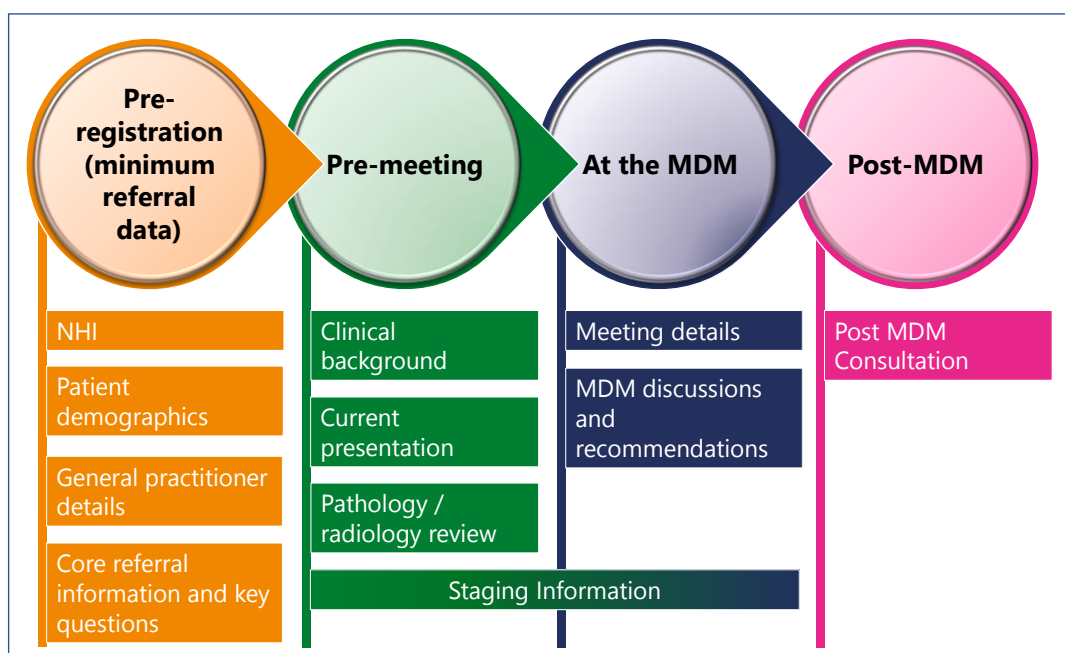 Pre-
registration
(minimum
referral
data)
Pre-meeting
At the MDM
Post-MDM
NHI
Patient
demographics
General practitioner
details
Core referral
information and key
questions
Clinical
background
Current
presentation
Pathology /
radiology review
Meeting details
MDM discussions
and
recommendations
Post MDM
Consultation
Staging Information